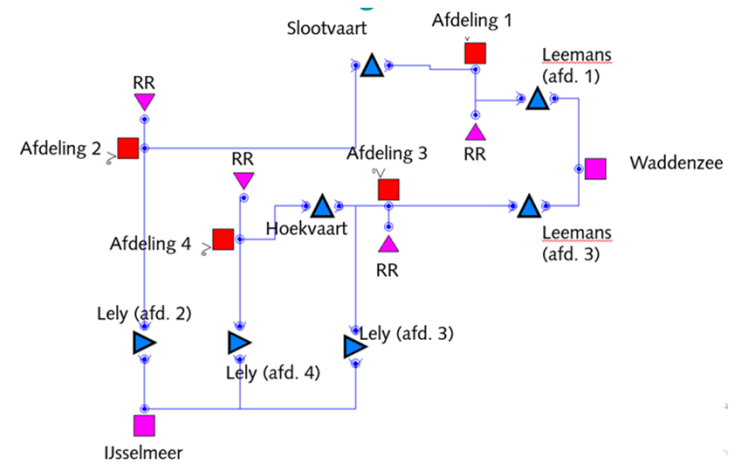 Afdeling 1
Slootvaart
Leemans
(afd. 1)
RR
Afdeling 2
RR
Afdeling 3
RR
Waddenzee
Hoekvaart
Afdeling 4
Leemans
(afd. 3)
RR
Lely (afd. 2)
Lely (afd. 3)
Lely (afd. 4)
IJsselmeer